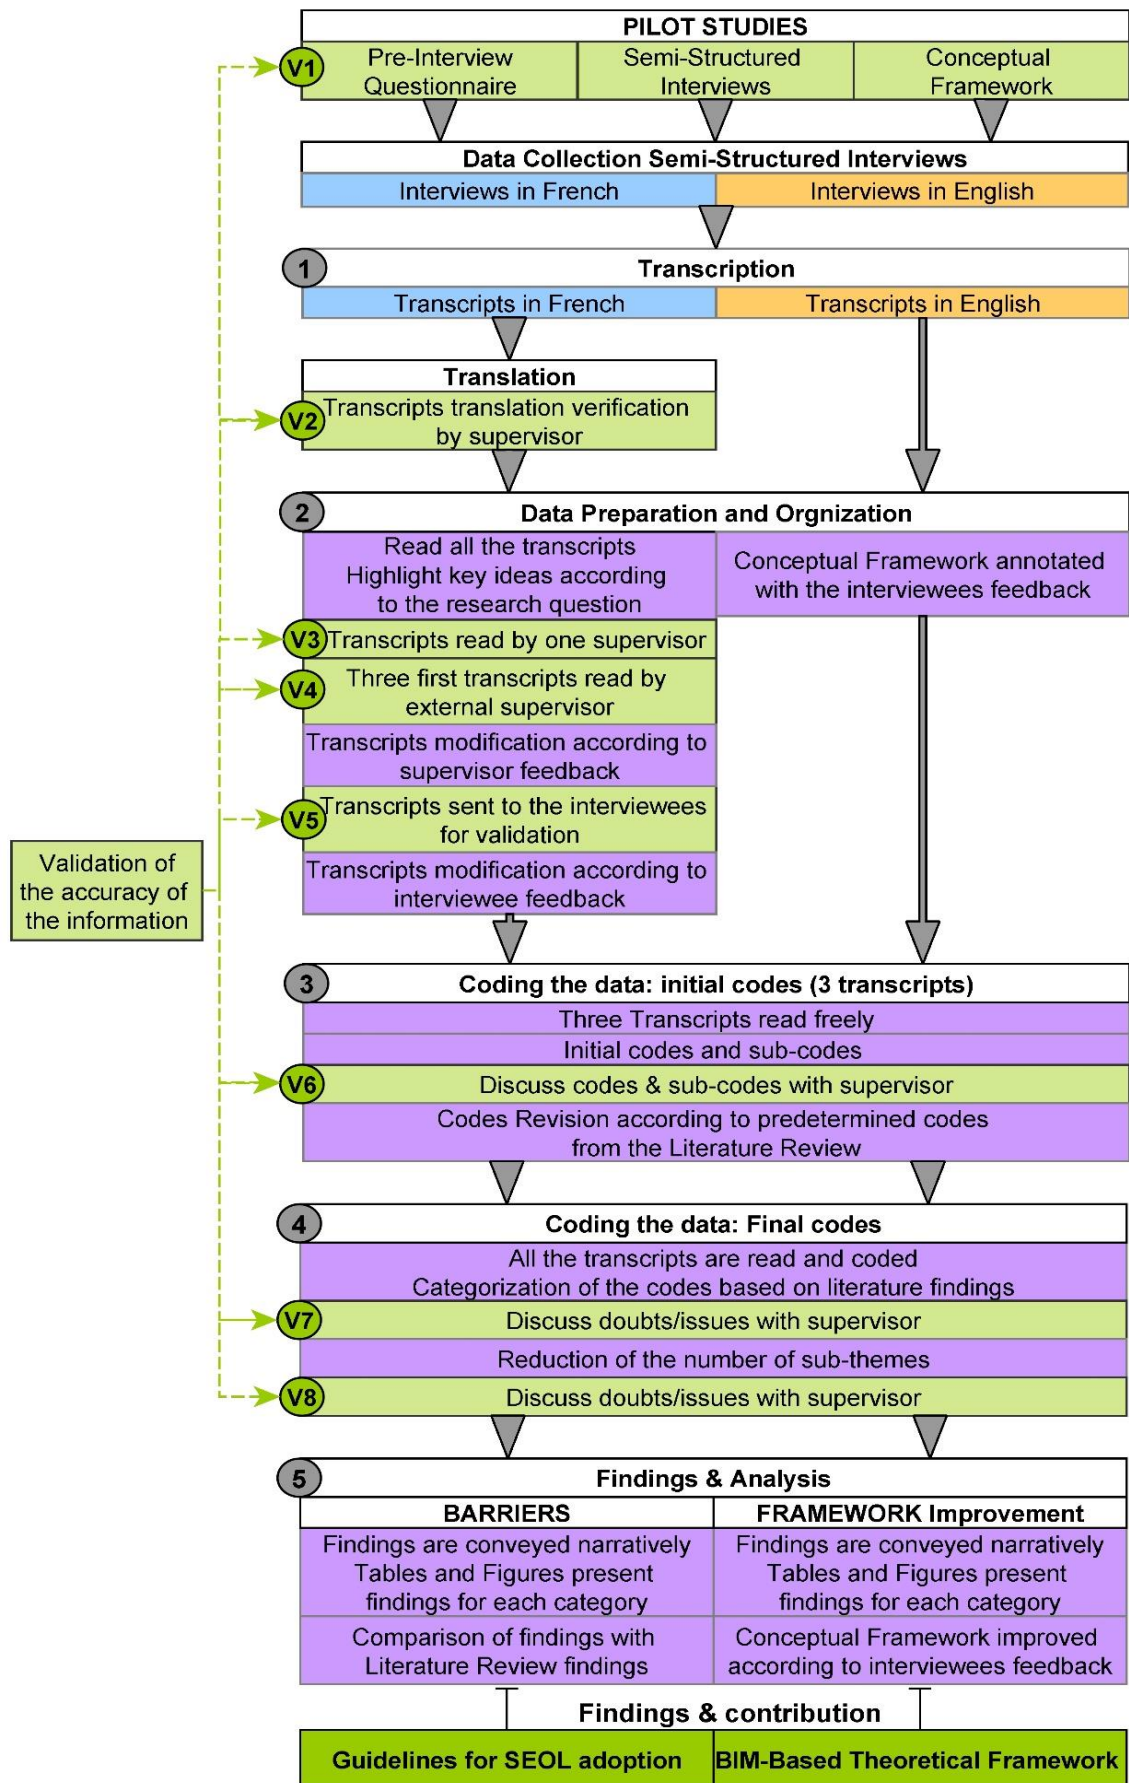 PILOT STUDIES
V1
Pre-Interview
Questionnaire
Semi-Structured
Interviews
Conceptual
Framework
Data Collection Semi-Structured Interviews
Interviews in French
Interviews in English
1
Transcription
Transcripts in French
Transcripts in English
Translation
V2
Transcripts translation verification
by supervisor
2
Data Preparation and Orgnization
Read all the transcripts
Highlight key ideas according
to the research question
Conceptual Framework annotated
with the interviewees feedback
V3
Transcripts read by one supervisor
V4
Three first transcripts read by
external supervisor
Transcripts modification according to
supervisor feedback
V5
Transcripts sent to the interviewees
for validation
Transcripts modification according to
interviewee feedback
Validation of
the accuracy of
the information
3
Coding the data: initial codes (3 transcripts)
Three Transcripts read freely
Initial codes and sub-codes
V6
Discuss codes & sub-codes with supervisor
Codes Revision according to predetermined codes
from the Literature Review
4
Coding the data: Final codes
All the transcripts are read and coded
Categorization of the codes based on literature findings
V7
Discuss doubts/issues with supervisor
Reduction of the number of sub-themes
V8
Discuss doubts/issues with supervisor
5
Findings & Analysis
BARRIERS
FRAMEWORK Improvement
Findings are conveyed narratively
Tables and Figures present
findings for each category
Findings are conveyed narratively
Tables and Figures present
findings for each category
Comparison of findings with
Literature Review findings
Conceptual Framework improved
according to interviewees feedback
Findings & contribution
Guidelines for SEOL adoption
BIM-Based Theoretical Framework